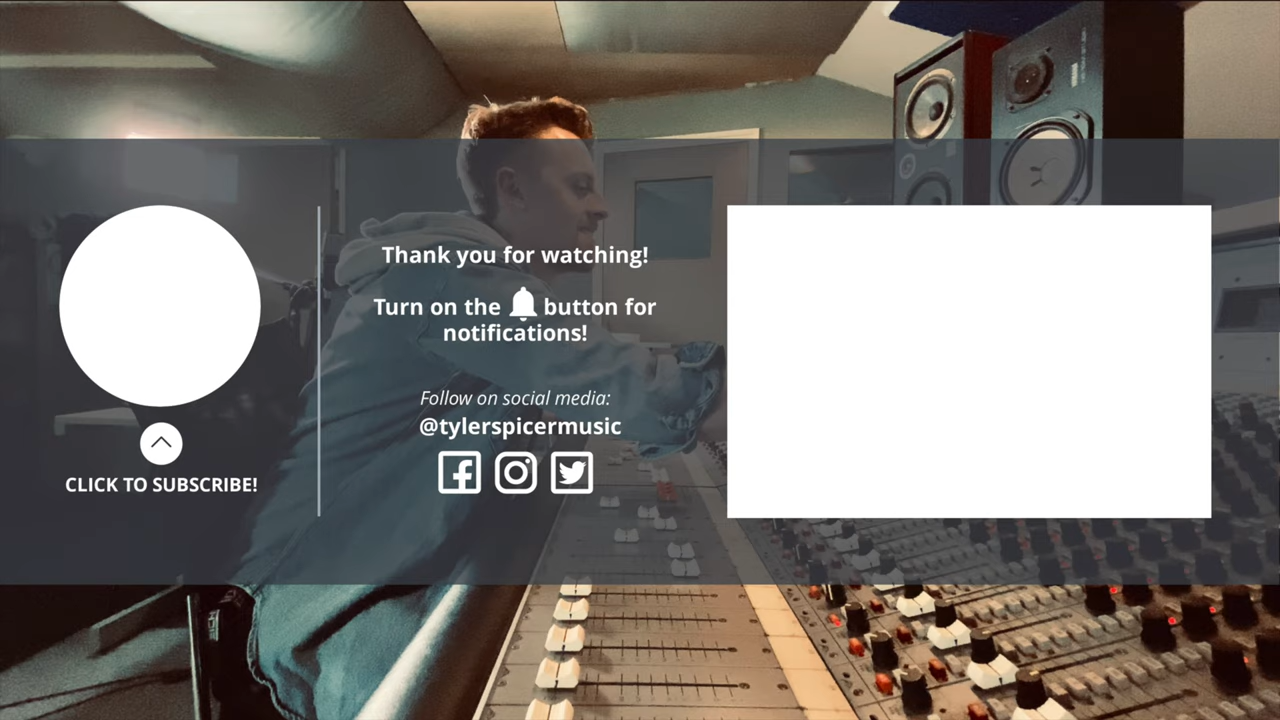 Thank you for watching!
Turn on the button for
notifications!
Follow on social media:
@tylerspicermusic
CLICK TO SUBSCRIBE!